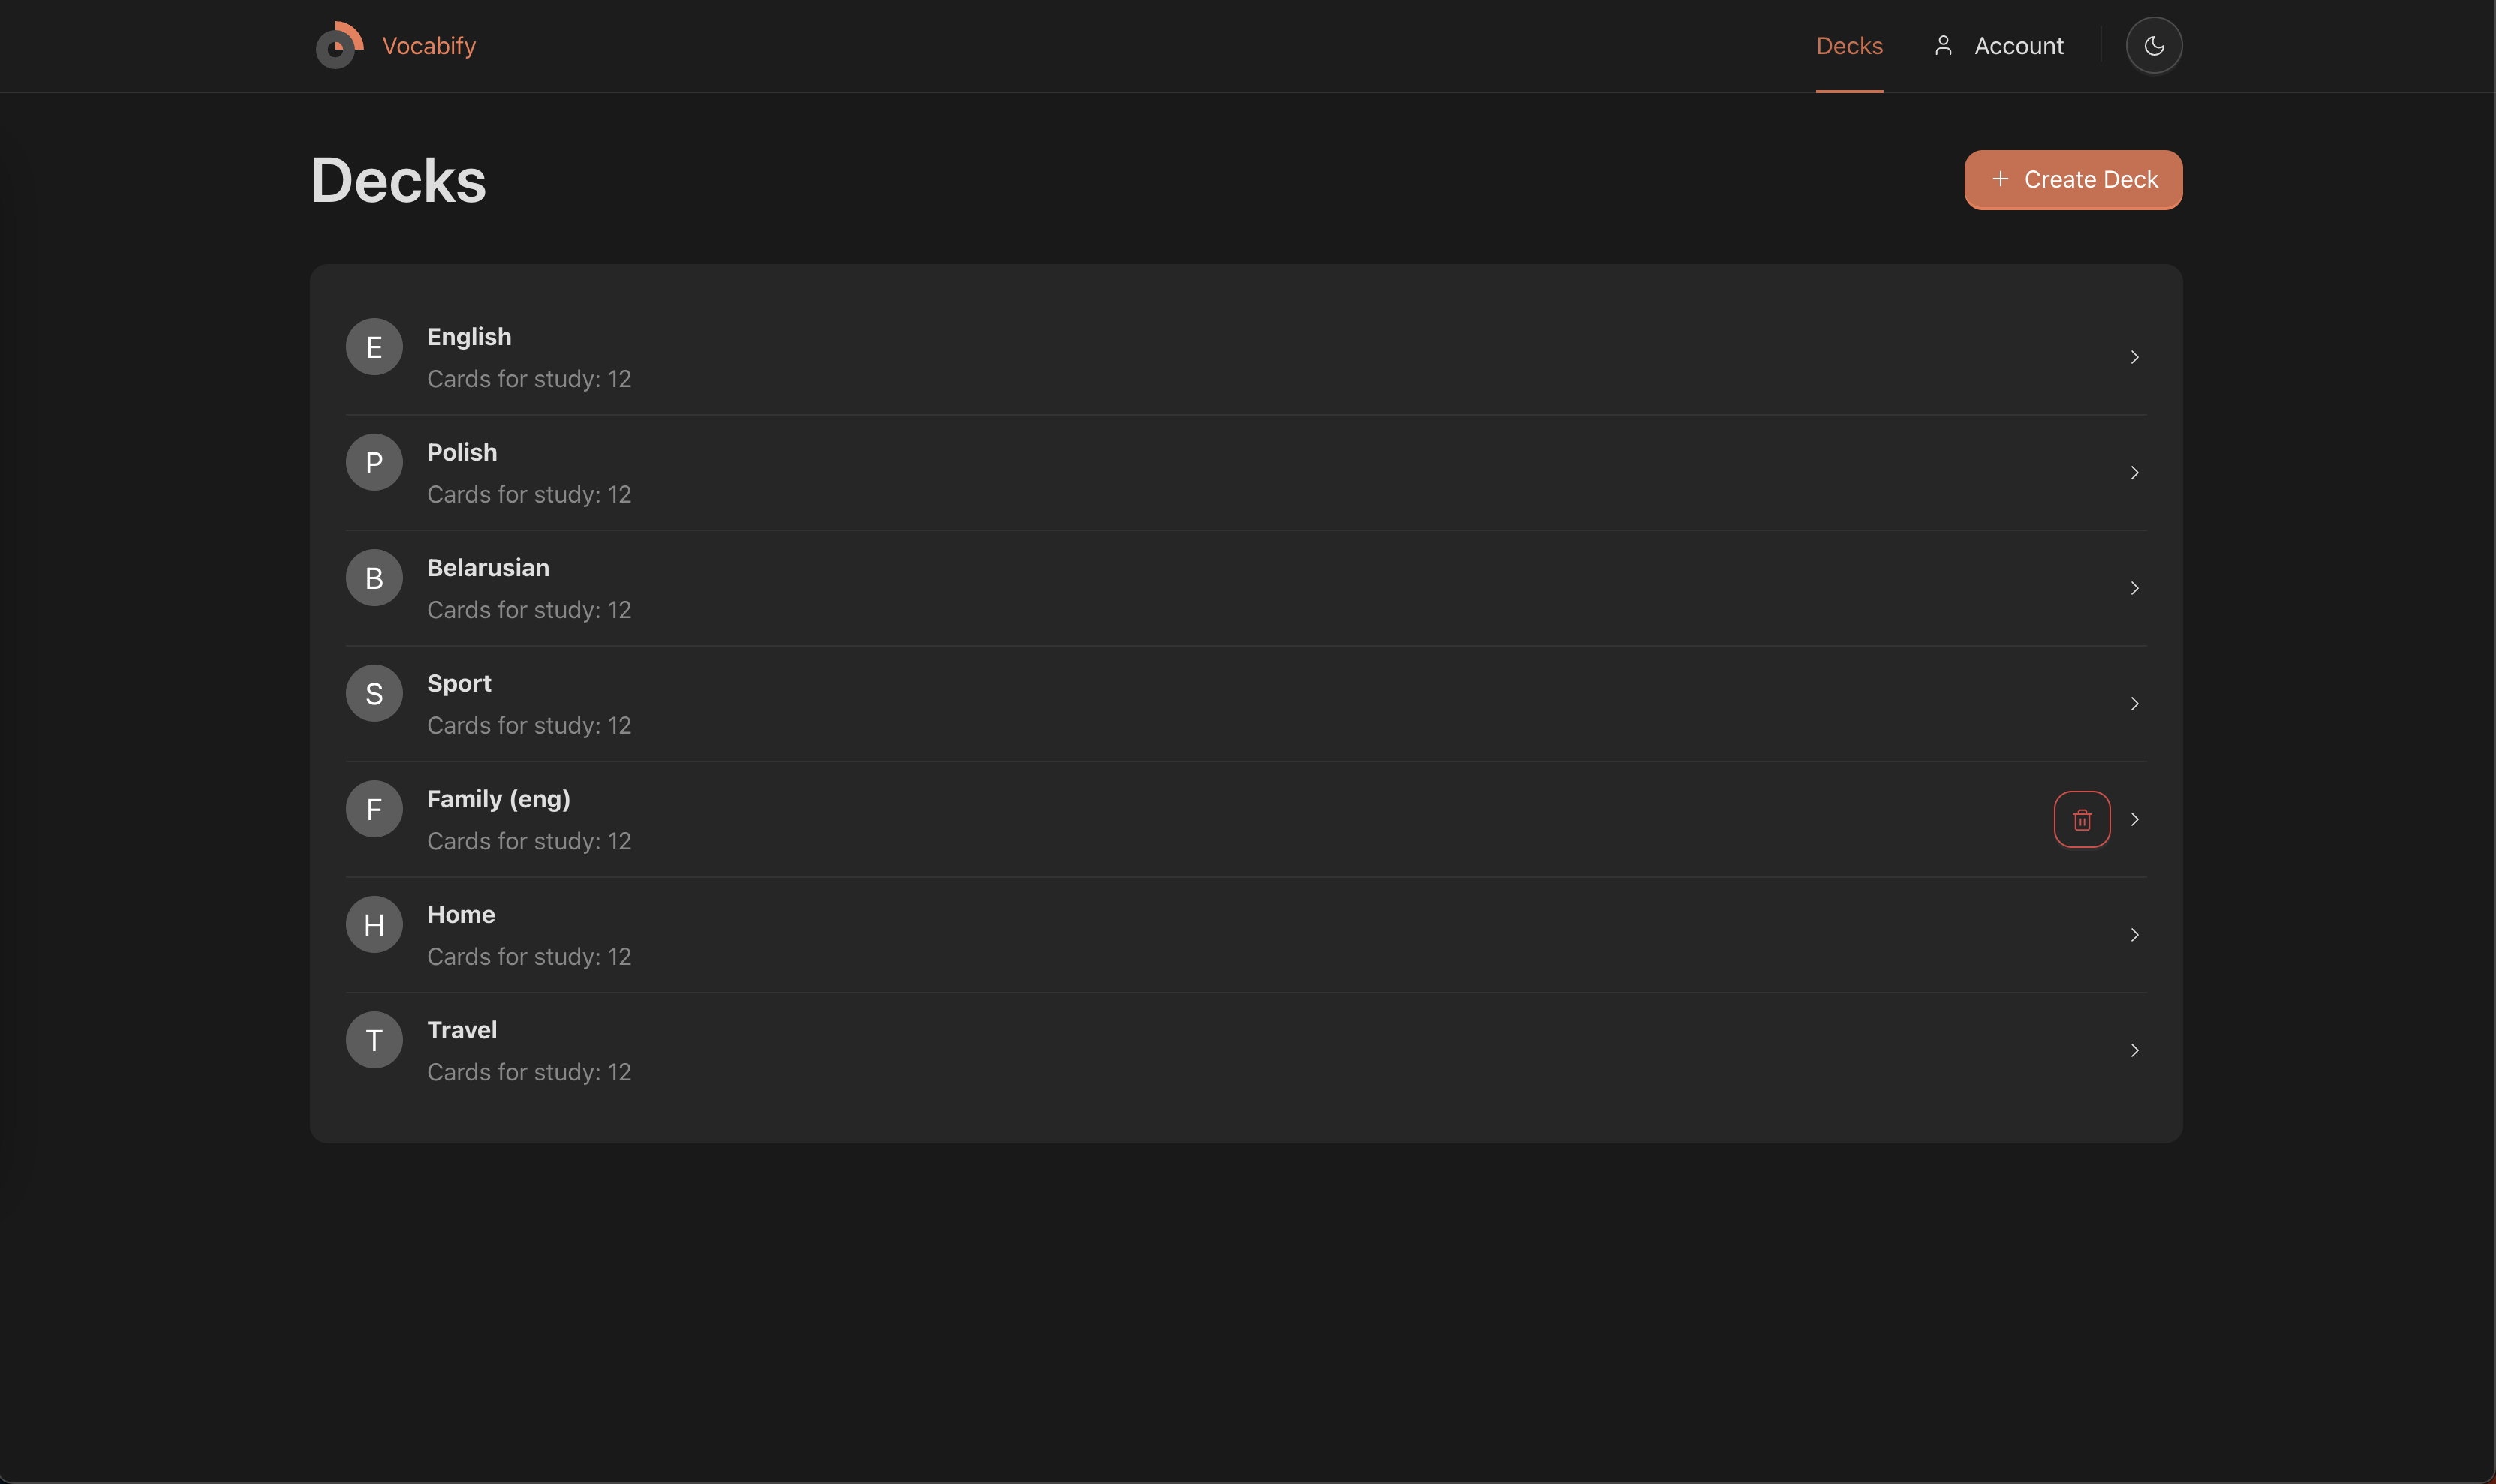 Vocabify
Decks
Account
Decks
Create Deck
E
English
Cards for study: 12
P
Polish
Cards for study: 12
B
Belarusian
Cards for study: 12
S
Sport
Cards for study: 12
F
Family (eng)
Cards for study: 12
H
Home
Cards for study: 12
T
Travel
Cards for study: 12